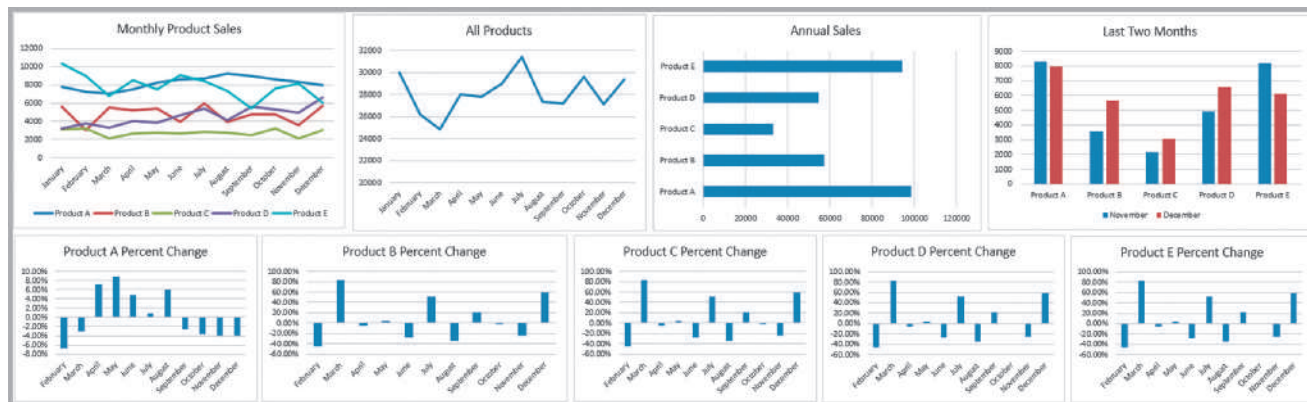 Monthly Product Sales
12000
10000
8000
6000
4000
2000
0
January
February
March
April
May
June
July
August
September
October
November
December
Product A Product B Product C Product D Product E
All Products
32000
30000
28000
26000
24000
22000
20000
January
February
March
April
May
June
July
August
September
October
November
December
Annual Sales
Product E
Product D
Product C
Product B
Product A
0 20000 40000 60000 80000 100000 120000
Last Two Months
9000
8000
7000
6000
5000
4000
3000
2000
1000
0
Product A Product B Product C Product D Product E
November December
Product A Percent Change
10.00%
8.00%
6.00%
4.00%
2.00%
0.00%
-2.00%
-4.00%
-6.00%
-8.00%
February
March
April
May
June
July
August
September
October
November
December
Product B Percent Change
100.00%
80.00%
60.00%
40.00%
20.00%
0.00%
-20.00%
-40.00%
-60.00%
February
March
April
May
June
July
August
September
October
November
December
Product C Percent Change
100.00%
80.00%
60.00%
40.00%
20.00%
0.00%
-20.00%
-40.00%
-60.00%
February
March
April
May
June
July
August
September
October
November
December
Product D Percent Change
100.00%
80.00%
60.00%
40.00%
20.00%
0.00%
-20.00%
-40.00%
-60.00%
February
March
April
May
June
July
August
September
October
November
December
Product E Percent Change
100.00%
80.00%
60.00%
40.00%
20.00%
0.00%
-20.00%
-40.00%
-60.00%
February
March
April
May
June
July
August
September
October
November
December